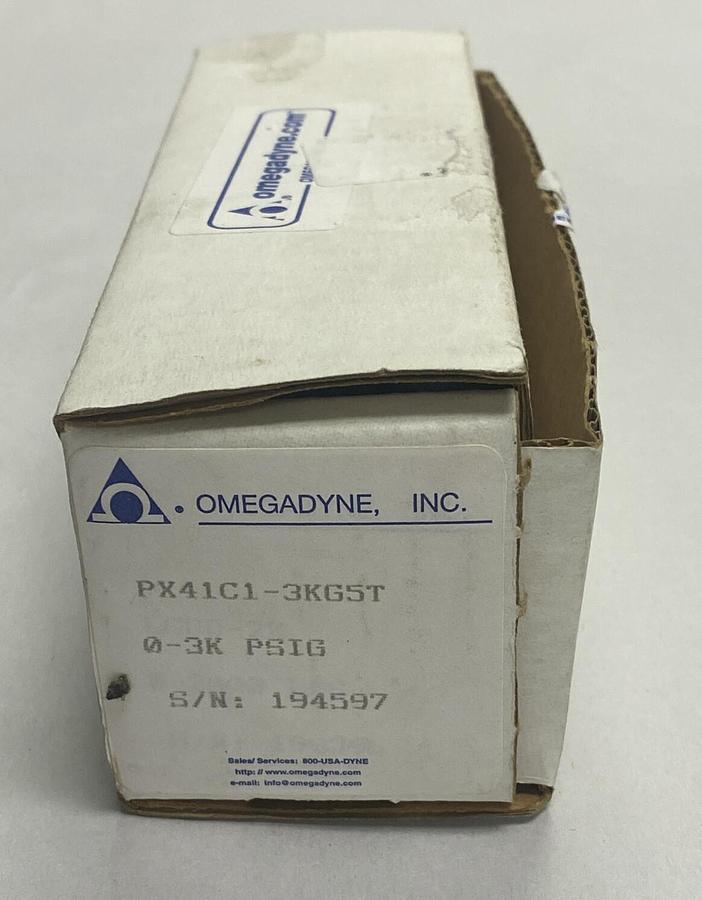 omegadyne.com
OMEGADYNE, INC.
PX41C1-3KG5T
0-3K PSIG
S/N: 194597
Sales/ Services: 800-USA-DYNE
http: // www.omegadyne.com
e-mail: info@omegadyne.com